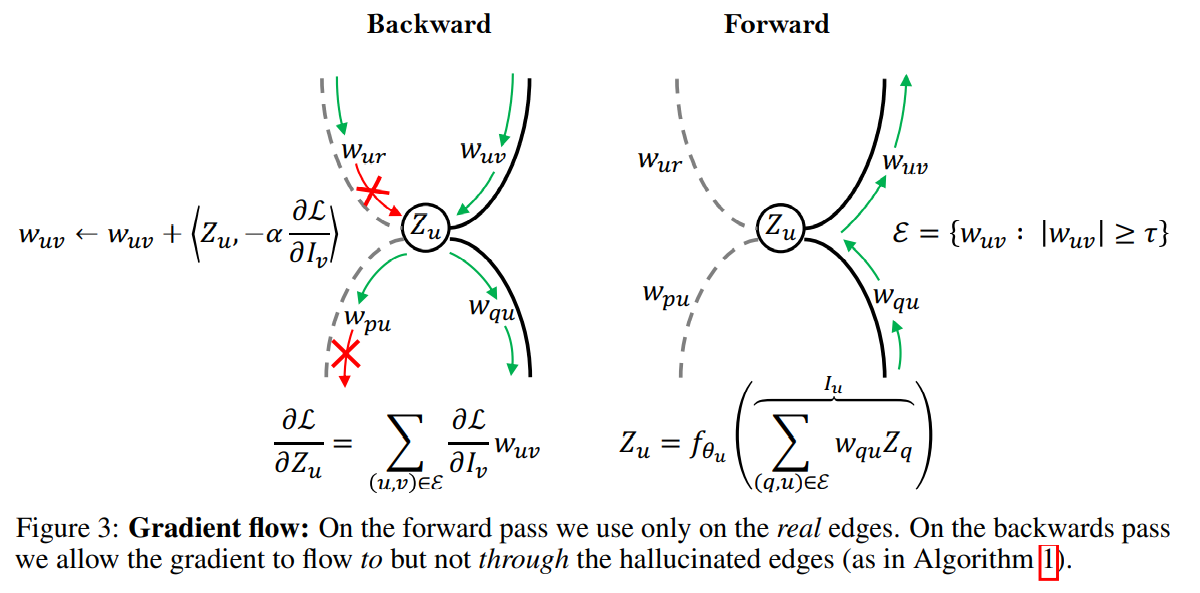 Backward
Forward
w_{ur}
w_{uv}
w_{ur}
w_{uv}
w_{uv} ← w_{uv} + ⟨Z_u, −α ∂ℒ/∂I_v⟩
Z_u
Z_u
ℰ = {w_{uv} : |w_{uv}| ≥ τ}
w_{pu}
w_{qu}
w_{pu}
w_{qu}
∂ℒ/∂Z_u = ∑_{(u,v)∈ℰ} ∂ℒ/∂I_v w_{uv}
Z_u = f_{θ_u} ( \overbrace{∑_{(q,u)∈ℰ} w_{qu} Z_q}^{I_u} )
Figure 3: Gradient flow: On the forward pass we use only on the real edges. On the backwards pass
we allow the gradient to flow to but not through the hallucinated edges (as in Algorithm 1).